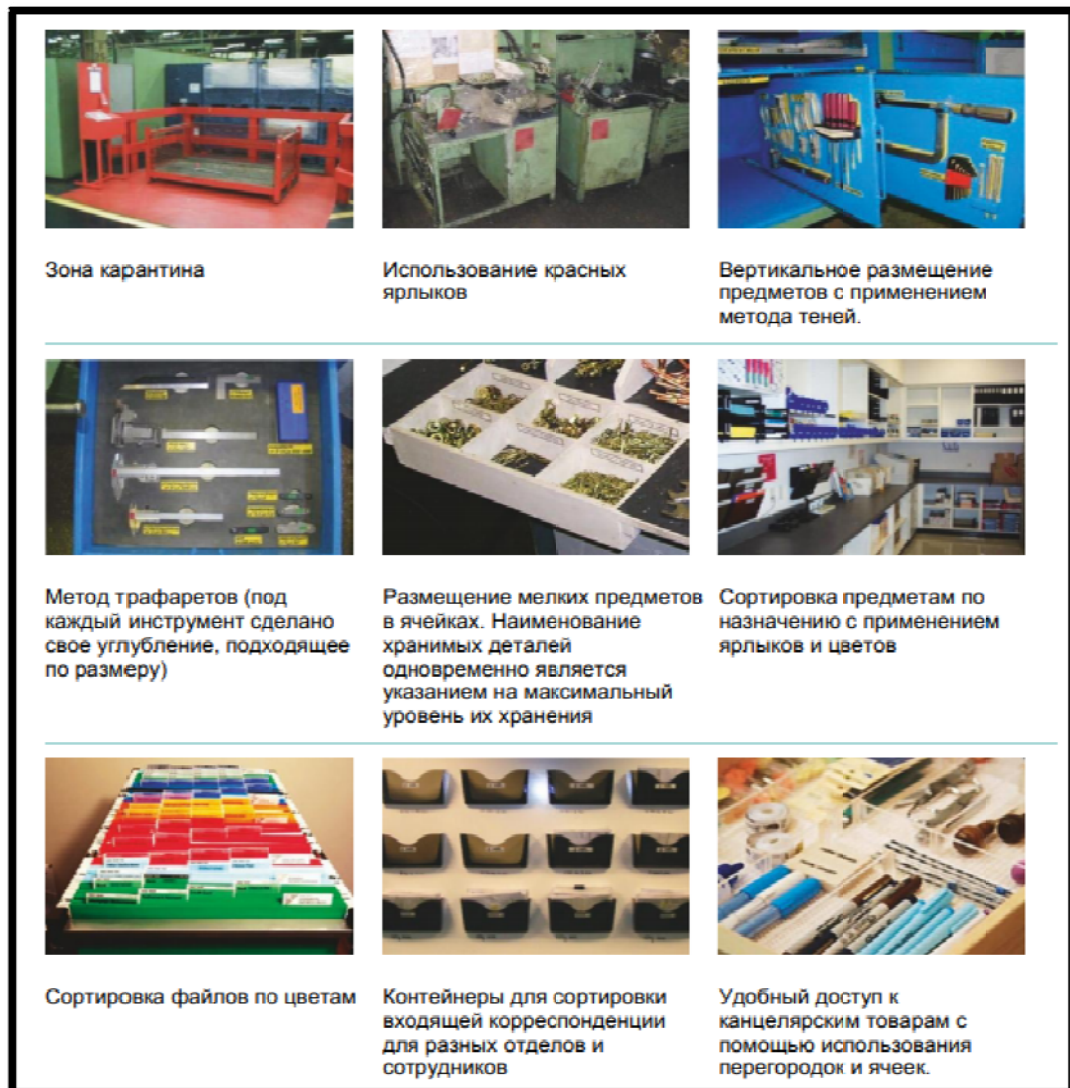 Зона карантина
Использование красных
ярлыков
Вертикальное размещение
предметов с применением
метода теней.
Метод трафаретов (под
каждый инструмент сделано
свое углубление, подходящее
по размеру)
Размещение мелких предметов
в ячейках. Наименование
хранимых деталей
одновременно является
указанием на максимальный
уровень их хранения
Сортировка предметам по
назначению с применением
ярлыков и цветов
Сортировка файлов по цветам
Контейнеры для сортировки
входящей корреспонденции
для разных отделов и
сотрудников
Удобный доступ к
канцелярским товарам с
помощью использования
перегородок и ячеек.